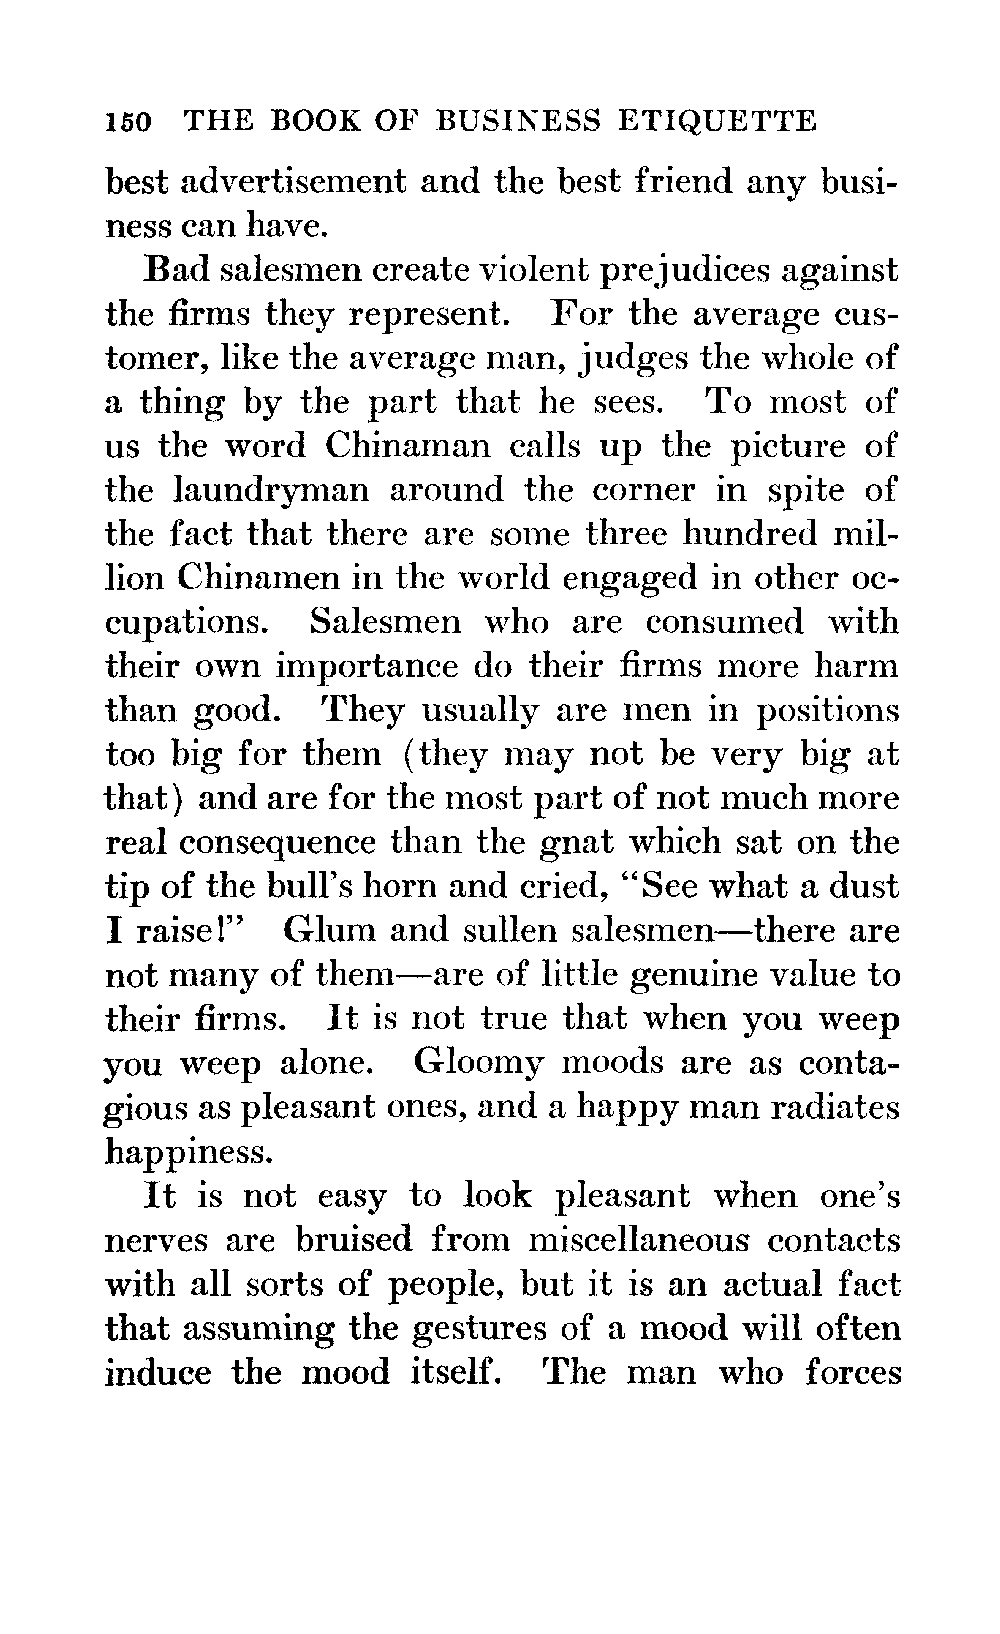 150 THE BOOK OF BUSINESS ETIQUETTE
best advertisement and the best friend any busi-
ness can have.
Bad salesmen create violent prejudices against
the firms they represent. For the average cus-
tomer, like the average man, judges the whole of
a thing by the part that he sees. To most of
us the word Chinaman calls up the picture of
the laundryman around the corner in spite of
the fact that there are some three hundred mil-
lion Chinamen in the world engaged in other oc-
cupations. Salesmen who are consumed with
their own importance do their firms more harm
than good. They usually are men in positions
too big for them (they may not be very big at
that) and are for the most part of not much more
real consequence than the gnat which sat on the
tip of the bull's horn and cried, “See what a dust
I raise!” Glum and sullen salesmen—there are
not many of them—are of little genuine value to
their firms. It is not true that when you weep
you weep alone. Gloomy moods are as conta-
gious as pleasant ones, and a happy man radiates
happiness.
It is not easy to look pleasant when one's
nerves are bruised from miscellaneous contacts
with all sorts of people, but it is an actual fact
that assuming the gestures of a mood will often
induce the mood itself. The man who forces